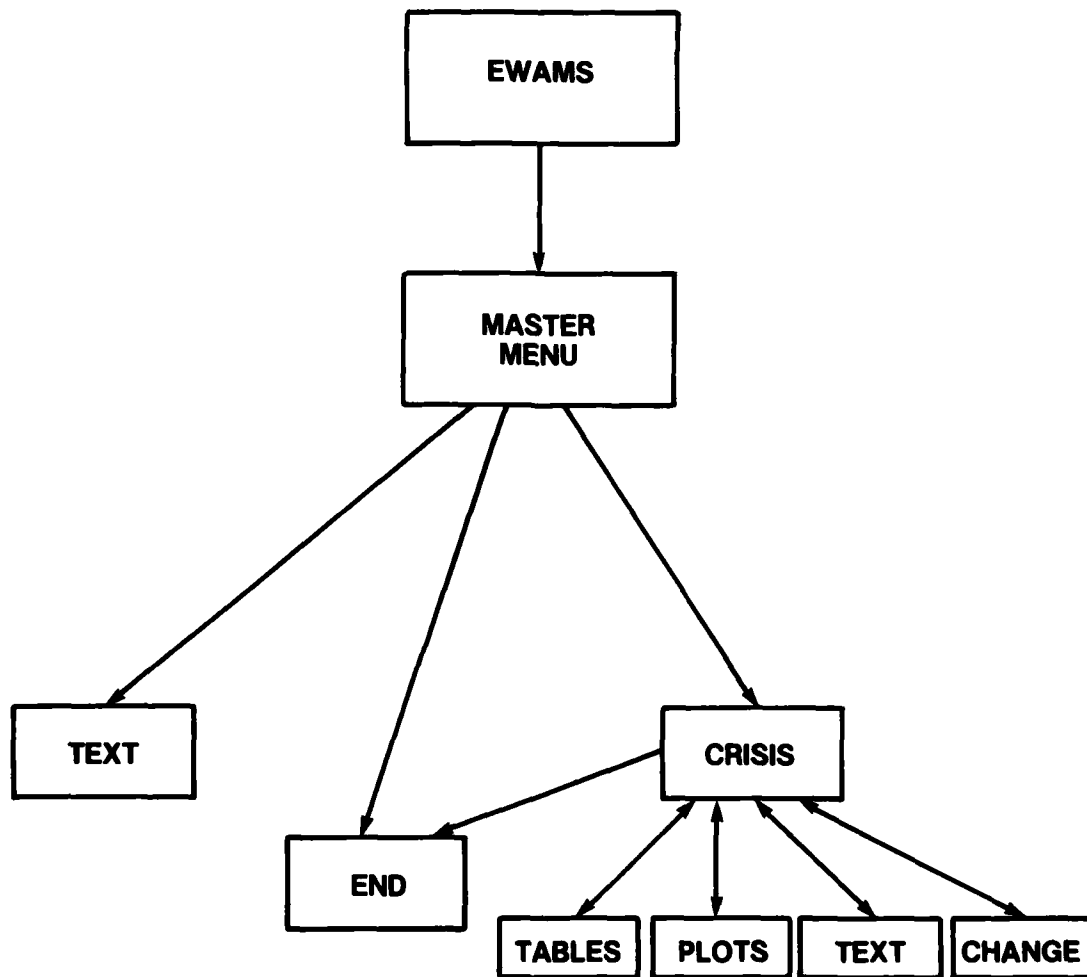 EWAMS
MASTER
MENU
TEXT
CRISIS
END
TABLES
PLOTS
TEXT
CHANGE